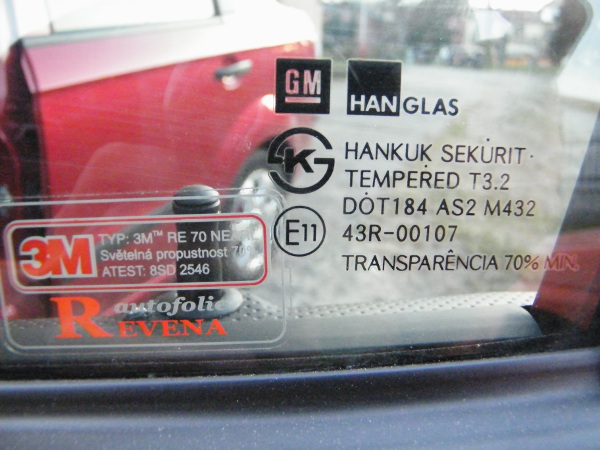 GM
HANGLAS
K
HANKUK SEKURIT
TEMPERED T3.2
DOT184 AS2 M432
E11
43R-00107
TRANSPARÊNCIA 70% MIN.
3M
TYP: 3M™ RE 70 NE
Světelná propustnost
ATEST: 8SD 2546
autofolie
REVENA